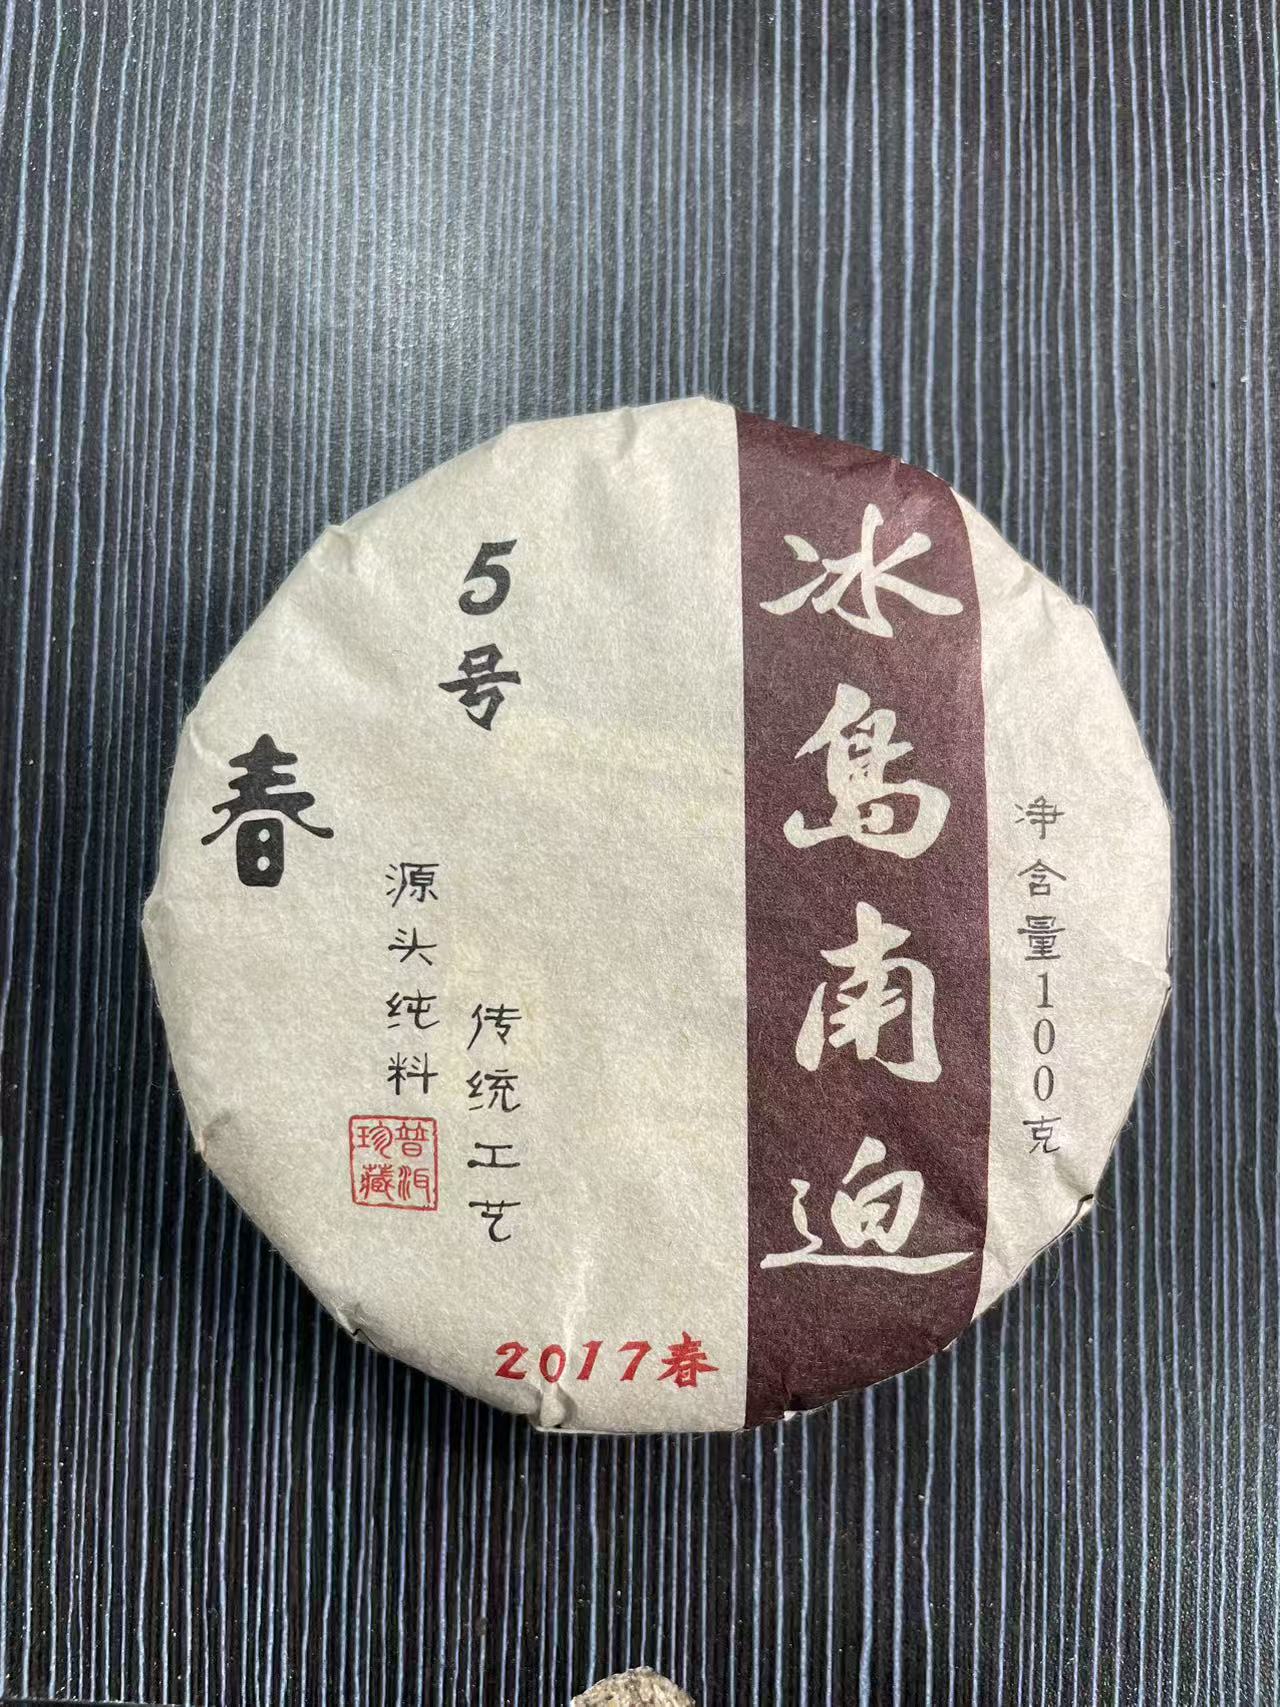 冰岛南迫
净含量100克
5号
春
源头纯料
传统工艺
普洱
珍藏
2017春